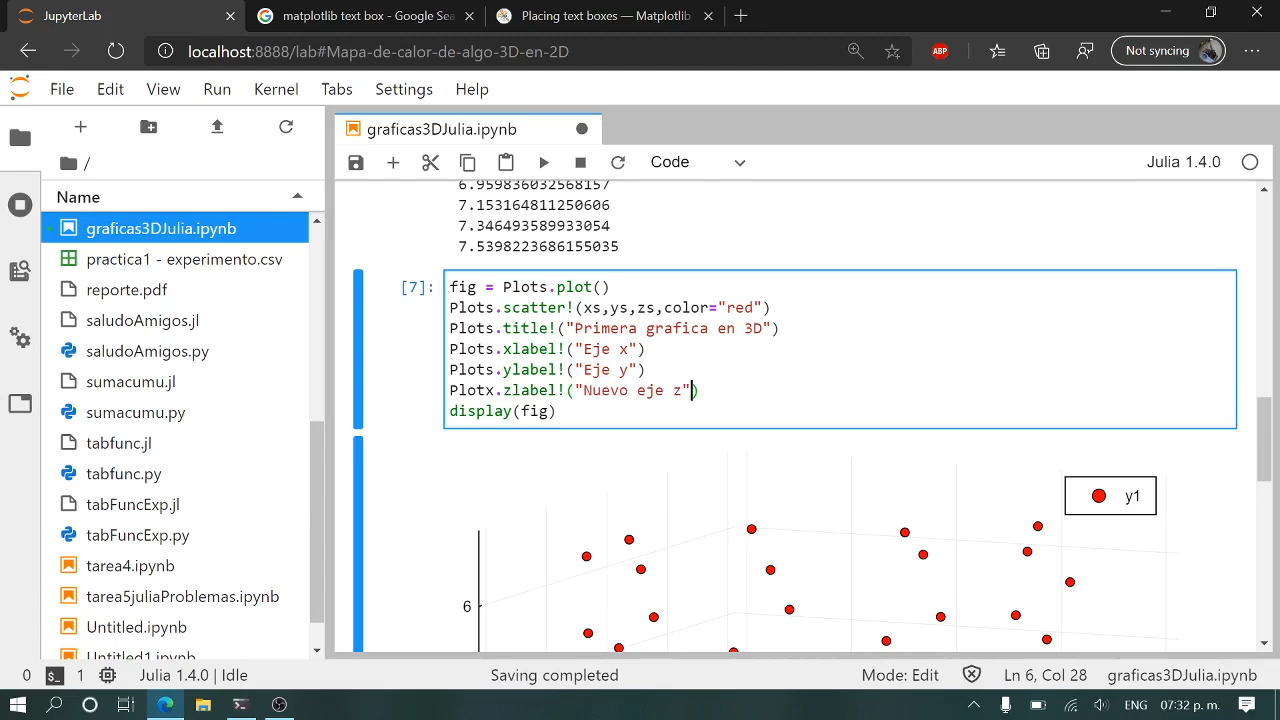 JupyterLab
matplotlib text box - Google Sea
Placing text boxes — Matplotlib
localhost:8888/lab#Mapa-de-calor-de-algo-3D-en-2D
ABP
Not syncing
File Edit View Run Kernel Tabs Settings Help
graficas3DJulia.ipynb
/
Code
Julia 1.4.0
Name
graficas3DJulia.ipynb
practica1 - experimento.csv
reporte.pdf
saludoAmigos.jl
saludoAmigos.py
sumacumu.jl
sumacumu.py
tabfunc.jl
tabfunc.py
tabFuncExp.jl
tabFuncExp.py
tarea4.ipynb
tarea5juliaProblemas.ipynb
Untitled.ipynb
Untitled1.ipynb
6.959836032568157
7.153164811250606
7.346493589933054
7.5398223686155035
[7]:
fig = Plots.plot()
Plots.scatter!(xs,ys,zs,color="red")
Plots.title!("Primera grafica en 3D")
Plots.xlabel!("Eje x")
Plots.ylabel!("Eje y")
Plotx.zlabel!("Nuevo eje z")
display(fig)
y1
6
0
1
Julia 1.4.0 | Idle
Saving completed
Mode: Edit
Ln 6, Col 28
graficas3DJulia.ipynb
ENG
07:32 p. m.